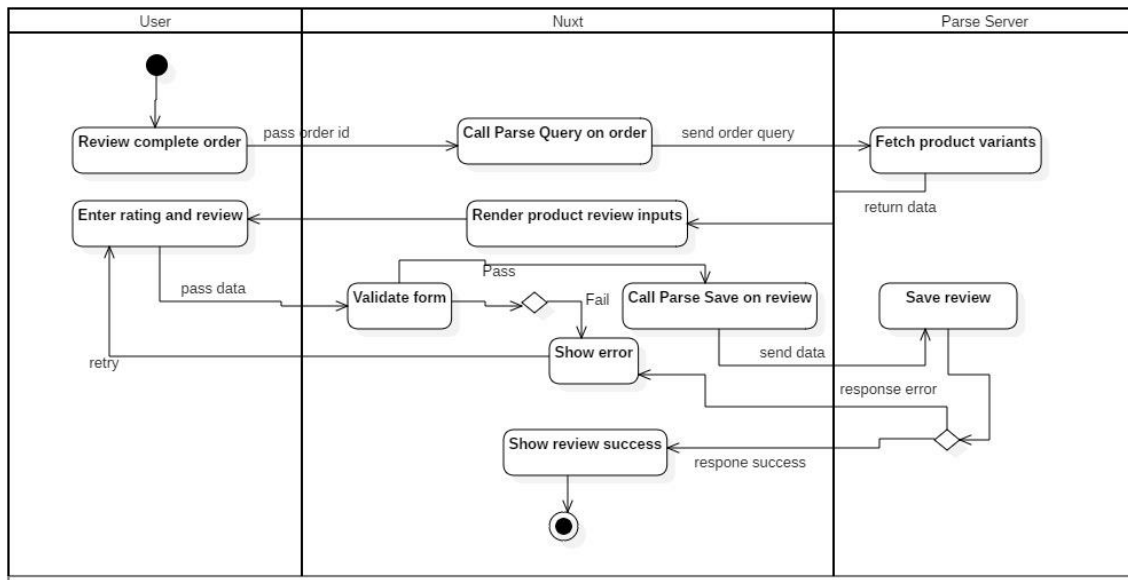 User
Nuxt
Parse Server
Review complete order
pass order id
Call Parse Query on order
send order query
Fetch product variants
return data
Enter rating and review
Render product review inputs
pass data
Validate form
Pass
Fail
Call Parse Save on review
Save review
Show error
retry
send data
response error
Show review success
respone success